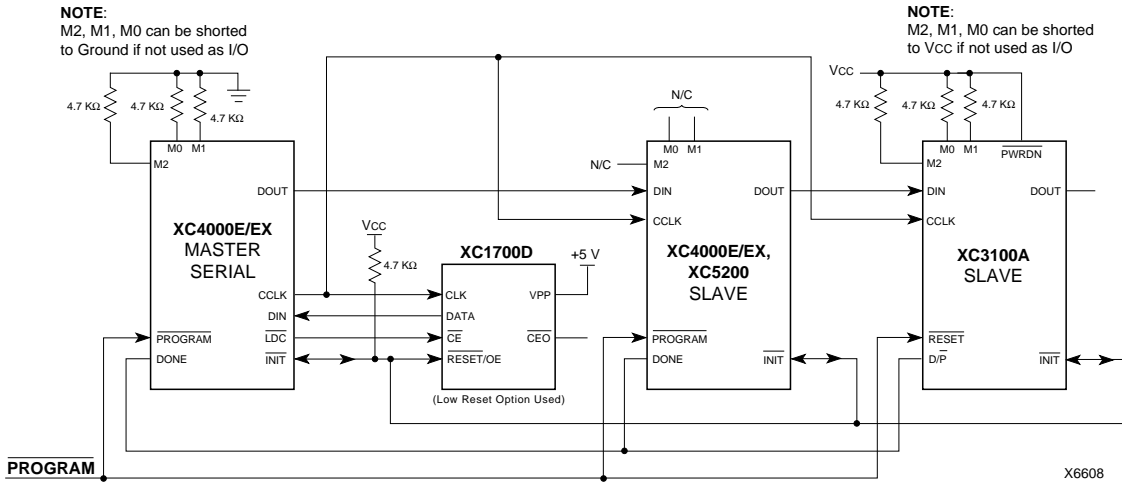 NOTE:
M2, M1, M0 can be shorted
to Ground if not used as I/O
NOTE:
M2, M1, M0 can be shorted
to VCC if not used as I/O
4.7 KΩ
4.7 KΩ
4.7 KΩ
M0 M1
M2
DOUT
XC4000E/EX
MASTER
SERIAL
CCLK
DIN
LDC
INIT
PROGRAM
DONE
VCC
4.7 KΩ
XC1700D
+5 V
CLK
VPP
DATA
CE
CEO
RESET/OE
(Low Reset Option Used)
N/C
M0 M1
N/C
M2
DIN
DOUT
CCLK
XC4000E/EX,
XC5200
SLAVE
PROGRAM
DONE
INIT
VCC
4.7 KΩ
4.7 KΩ
4.7 KΩ
M0 M1
PWRDN
M2
DIN
DOUT
CCLK
XC3100A
SLAVE
RESET
D/P
INIT
PROGRAM
X6608